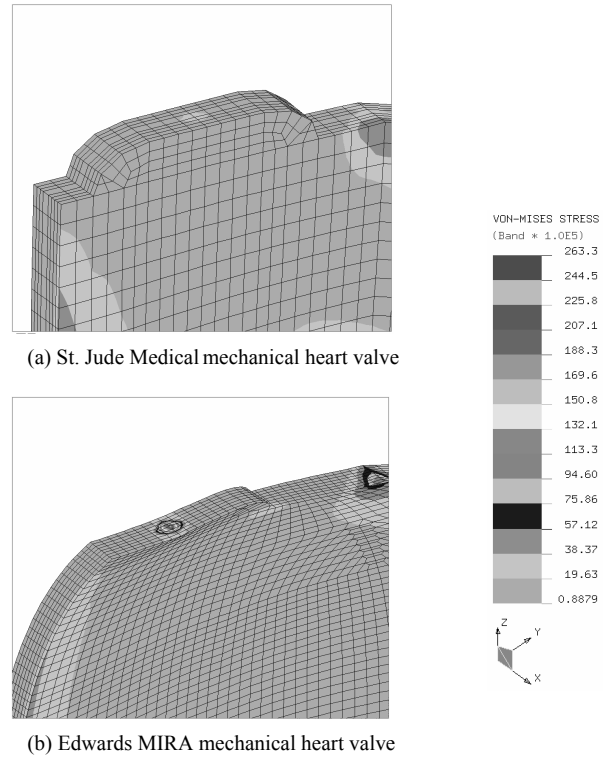 (a) St. Jude Medical mechanical heart valve
(b) Edwards MIRA mechanical heart valve
VON-MISES STRESS
(Band * 1.0E5)
263.3
244.5
225.8
207.1
188.3
169.6
150.8
132.1
113.3
94.60
75.86
57.12
38.37
19.63
0.8879
Z
Y
X